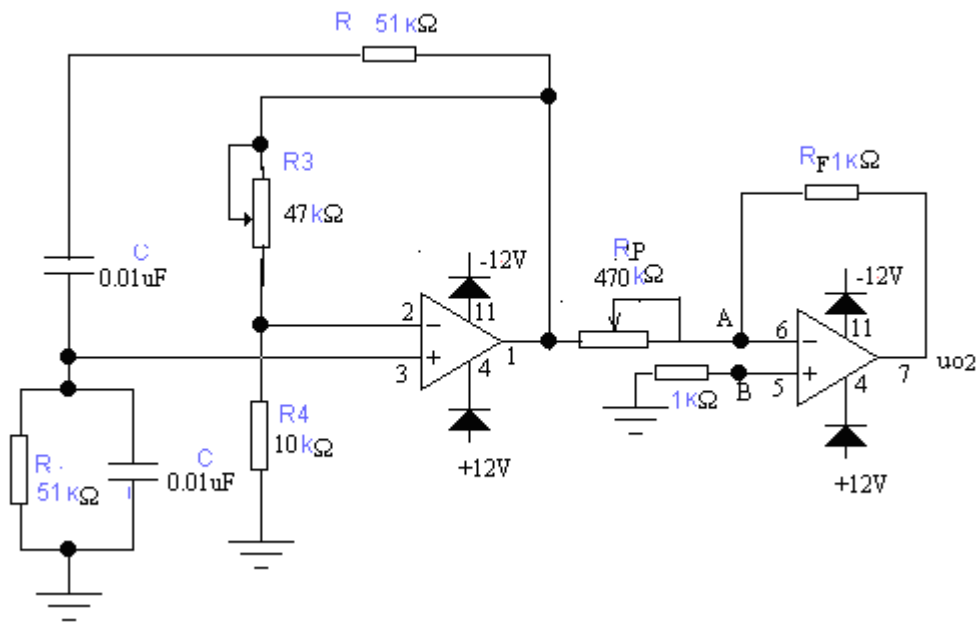 R 51kΩ
R3
47kΩ
C
0.01uF
-12V
2
11
3
4
1
+12V
R4
10kΩ
R
51kΩ
C
0.01uF
RP
470kΩ
RF1kΩ
A
B
1kΩ
-12V
6
11
5
4
7
uo2
+12V